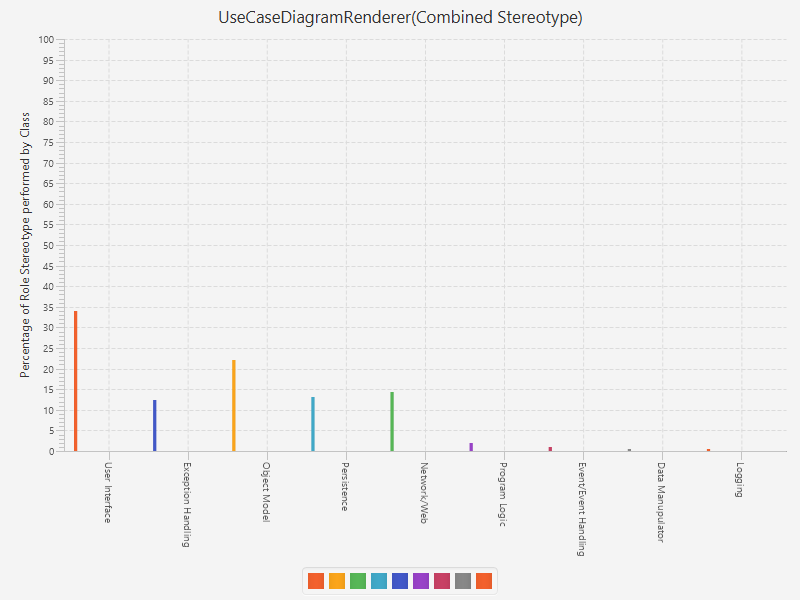 UseCaseDiagramRenderer(Combined Stereotype)
Percentage of Role Stereotype performed by Class
100
95
90
85
80
75
70
65
60
55
50
45
40
35
30
25
20
15
10
5
0
User Interface
Exception Handling
Object Model
Persistence
Network/Web
Program Logic
Event/Event Handling
Data Manupulator
Logging